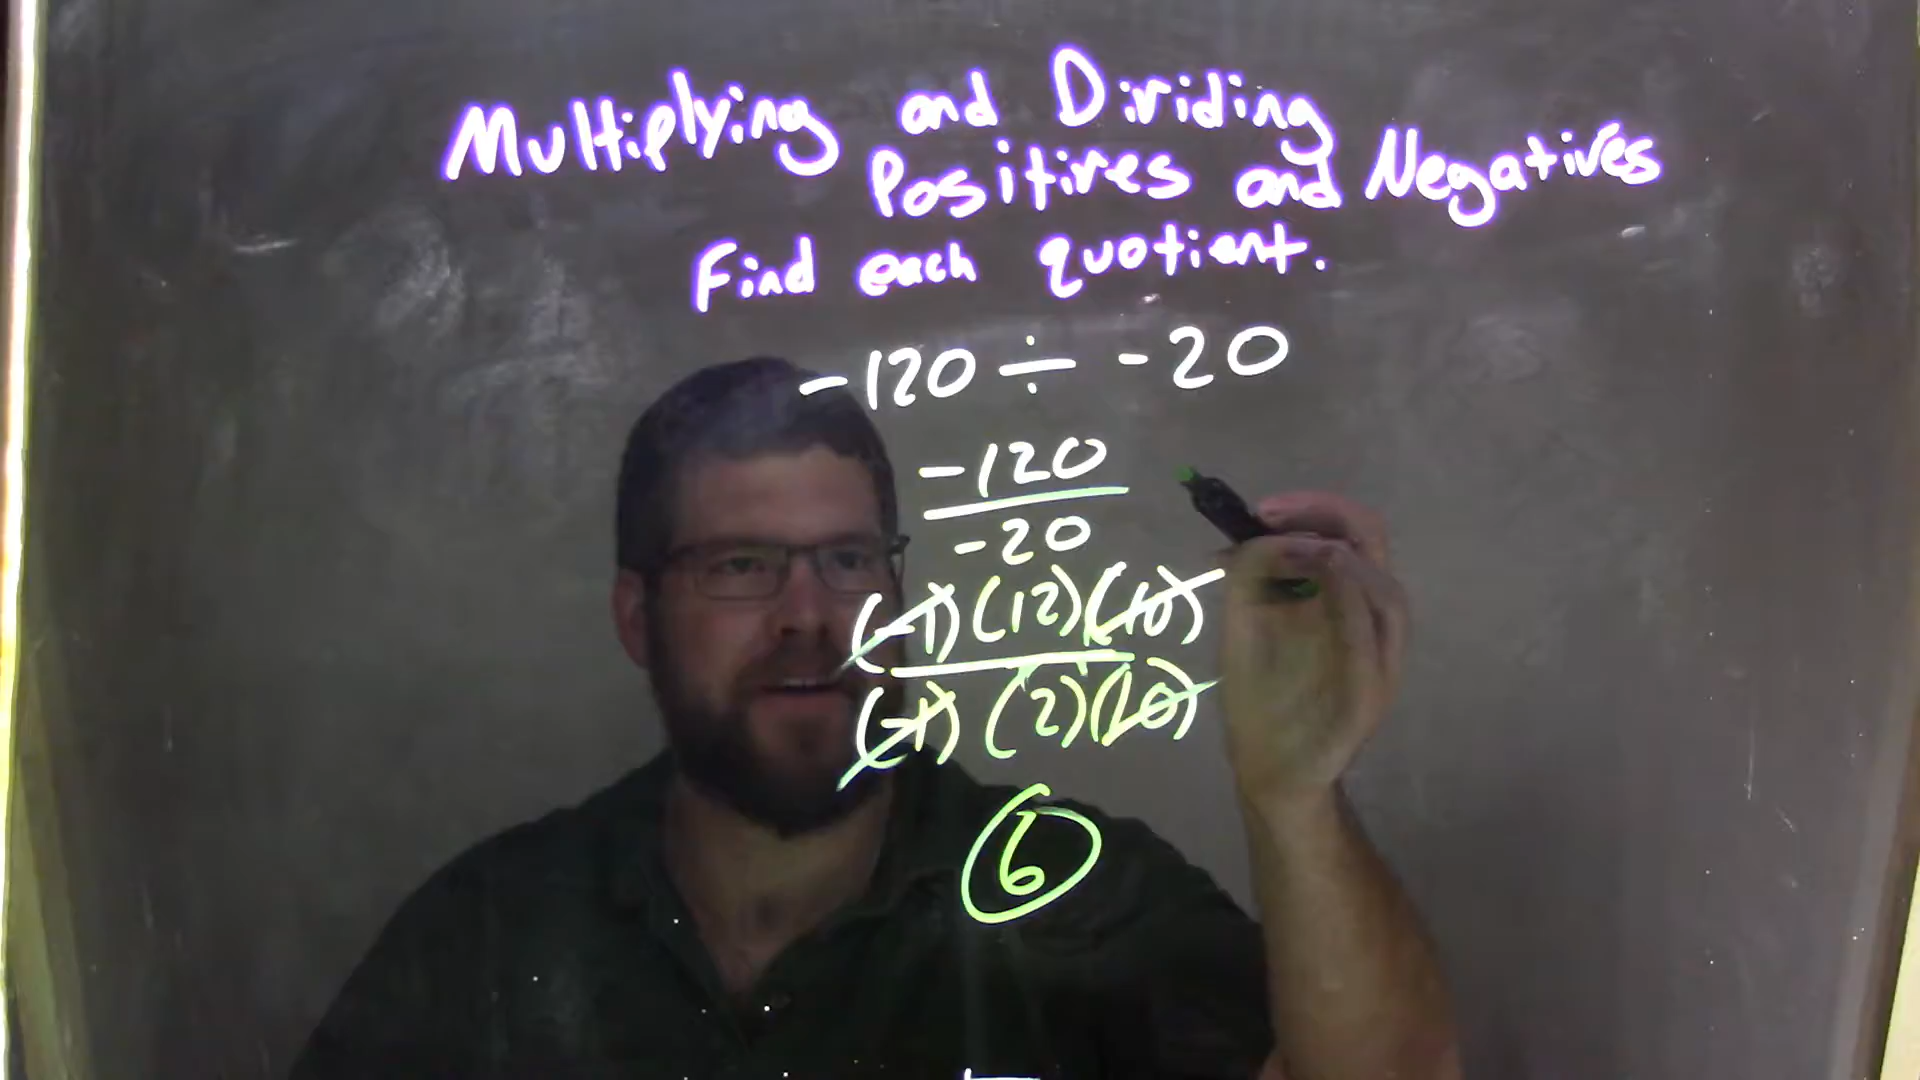 Multiplying and Dividing
Positives and Negatives
Find each quotient.
-120 ÷ -20
-120
-20
(-1)(12)(10)
(-1)(2)(10)
6